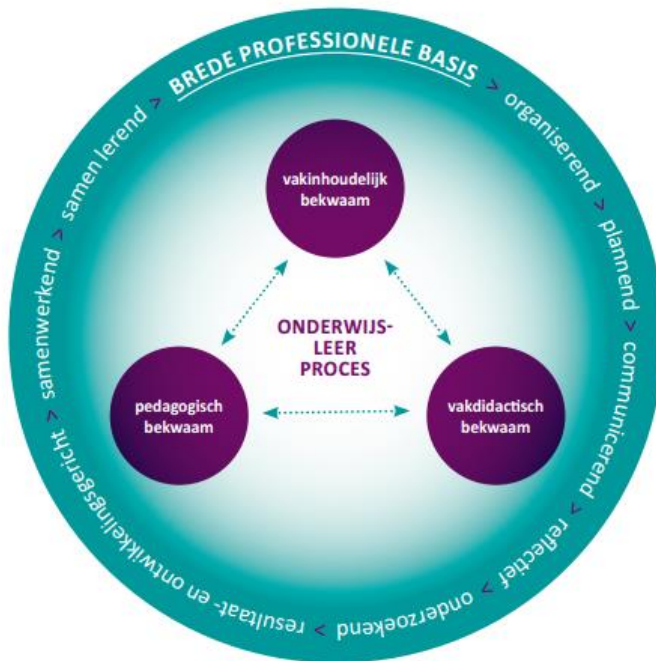 BREDE PROFESSIONELE BASIS > organiserend > plannend > communicerend > reflectief > onderzoekend > resultaat- en ontwikkelingsgericht > samenwerkend > samen lerend >
vakinhoudelijk
bekwaam
ONDERWIJS-
LEER
PROCES
pedagogisch
bekwaam
vakdidactisch
bekwaam